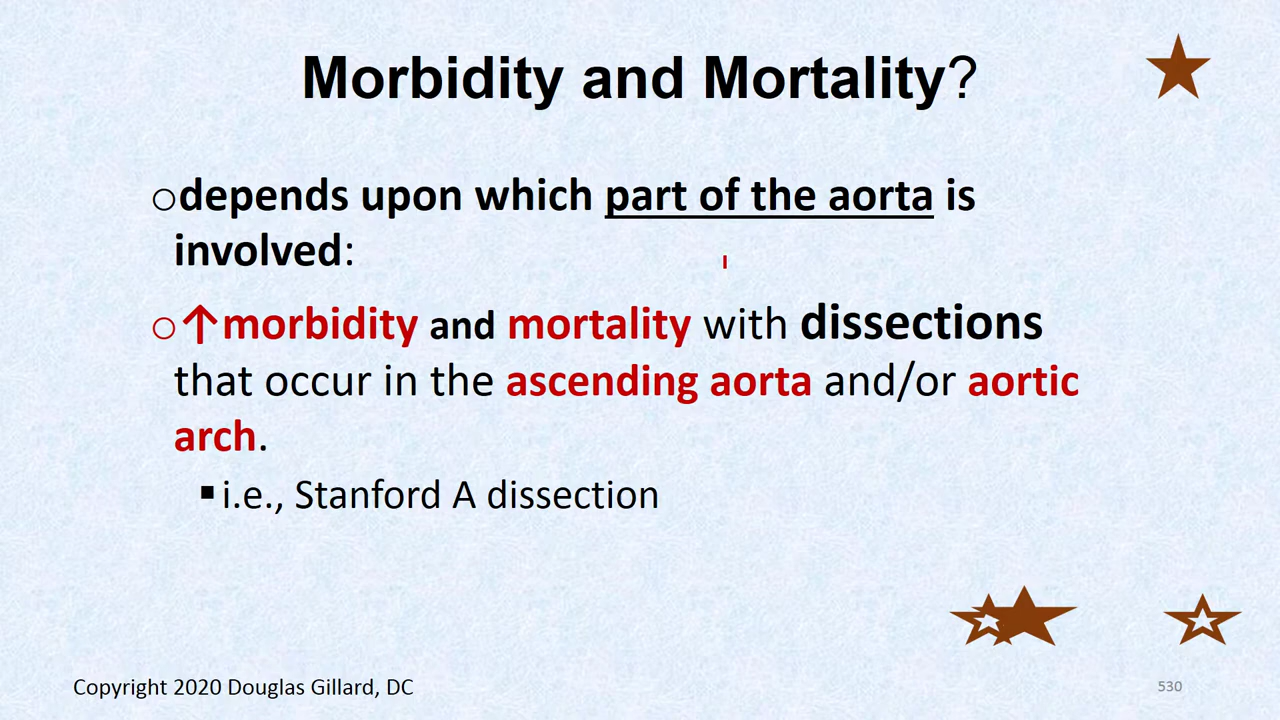 Morbidity and Mortality?
depends upon which part of the aorta is
involved:
↑morbidity and mortality with dissections
that occur in the ascending aorta and/or aortic
arch.
i.e., Stanford A dissection
Copyright 2020 Douglas Gillard, DC
530